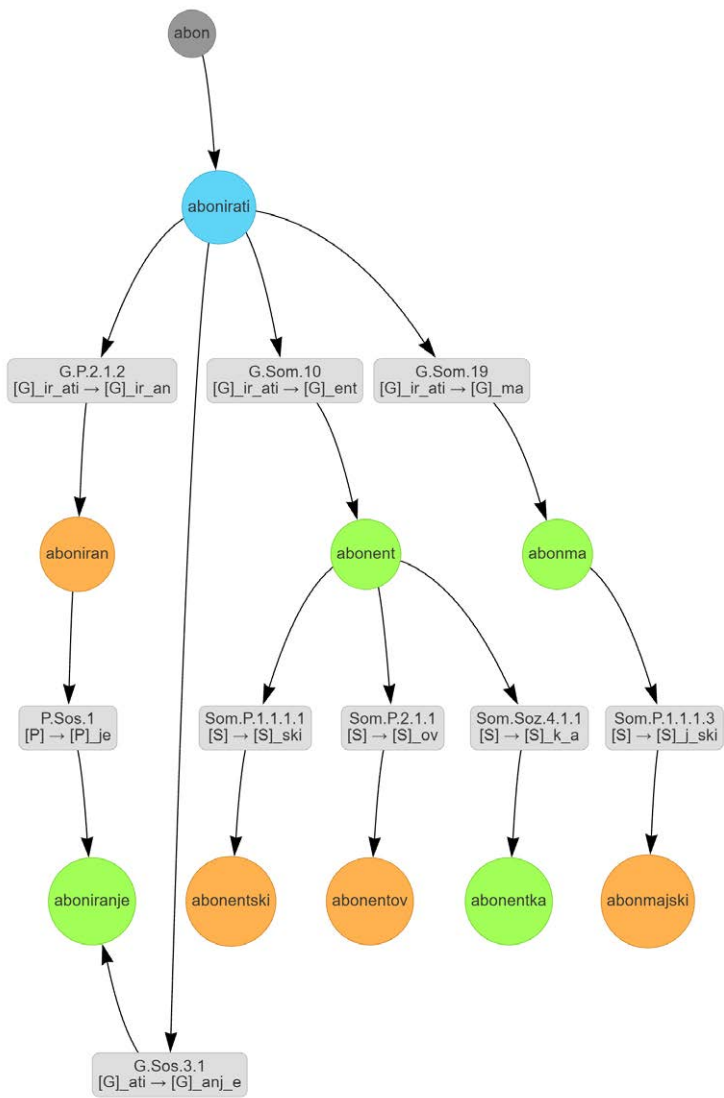 abon
abonirati
G.P.2.1.2
[G]_ir_ati → [G]_ir_an
G.Som.10
[G]_ir_ati → [G]_ent
G.Som.19
[G]_ir_ati → [G]_ma
aboniran
abonent
abonma
P.Sos.1
[P] → [P]_je
Som.P.1.1.1.1
[S] → [S]_ski
Som.P.2.1.1
[S] → [S]_ov
Som.Soz.4.1.1
[S] → [S]_k_a
Som.P.1.1.1.3
[S] → [S]_j_ski
aboniranje
abonentski
abonentov
abonentka
abonmajski
G.Sos.3.1
[G]_ati → [G]_anj_e